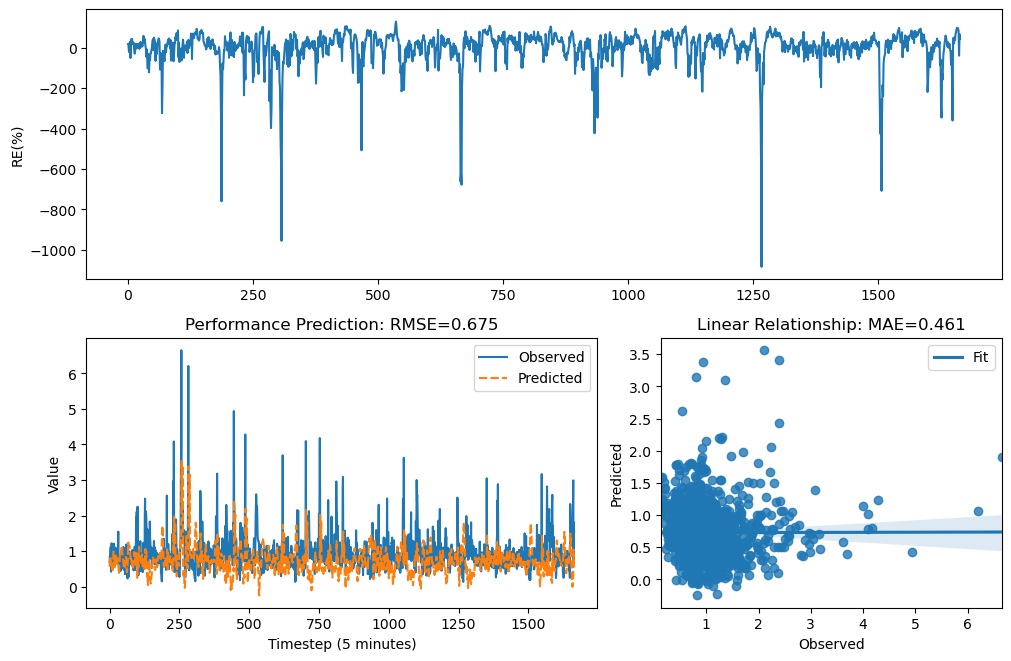 RE(%)
0
−200
−400
−600
−800
−1000
0 250 500 750 1000 1250 1500
Performance Prediction: RMSE=0.675
Value
6
5
4
3
2
1
0
Observed
Predicted
0 250 500 750 1000 1250 1500
Timestep (5 minutes)
Linear Relationship: MAE=0.461
Predicted
3.5
3.0
2.5
2.0
1.5
1.0
0.5
0.0
Fit
1 2 3 4 5 6
Observed